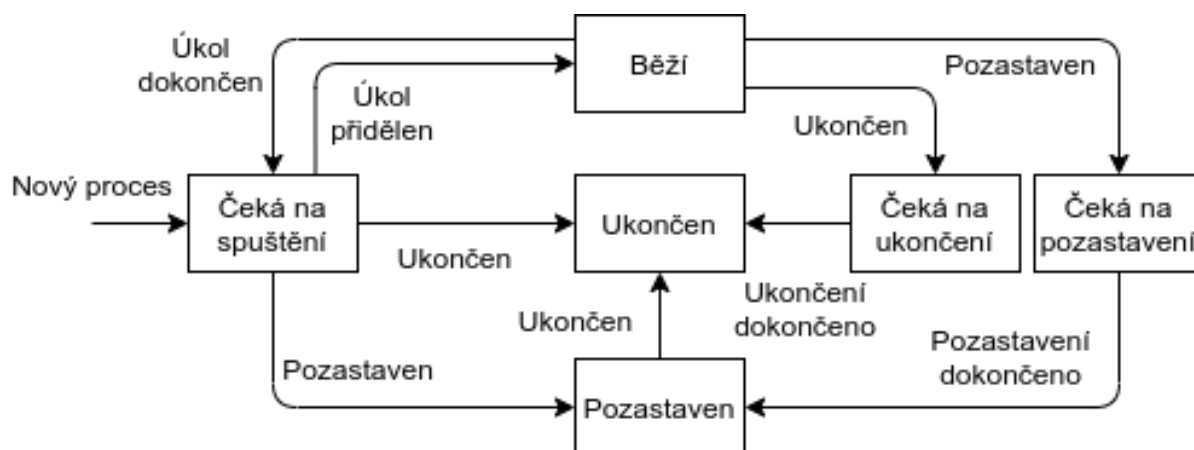 Úkol
dokončen
Běží
Pozastaven
Úkol
přidělen
Ukončen
Nový proces
Čeká na
spuštění
Ukončen
Čeká na
ukončení
Čeká na
pozastavení
Ukončen
Ukončen
Ukončení
dokončeno
Pozastaven
Pozastavení
dokončeno
Pozastaven